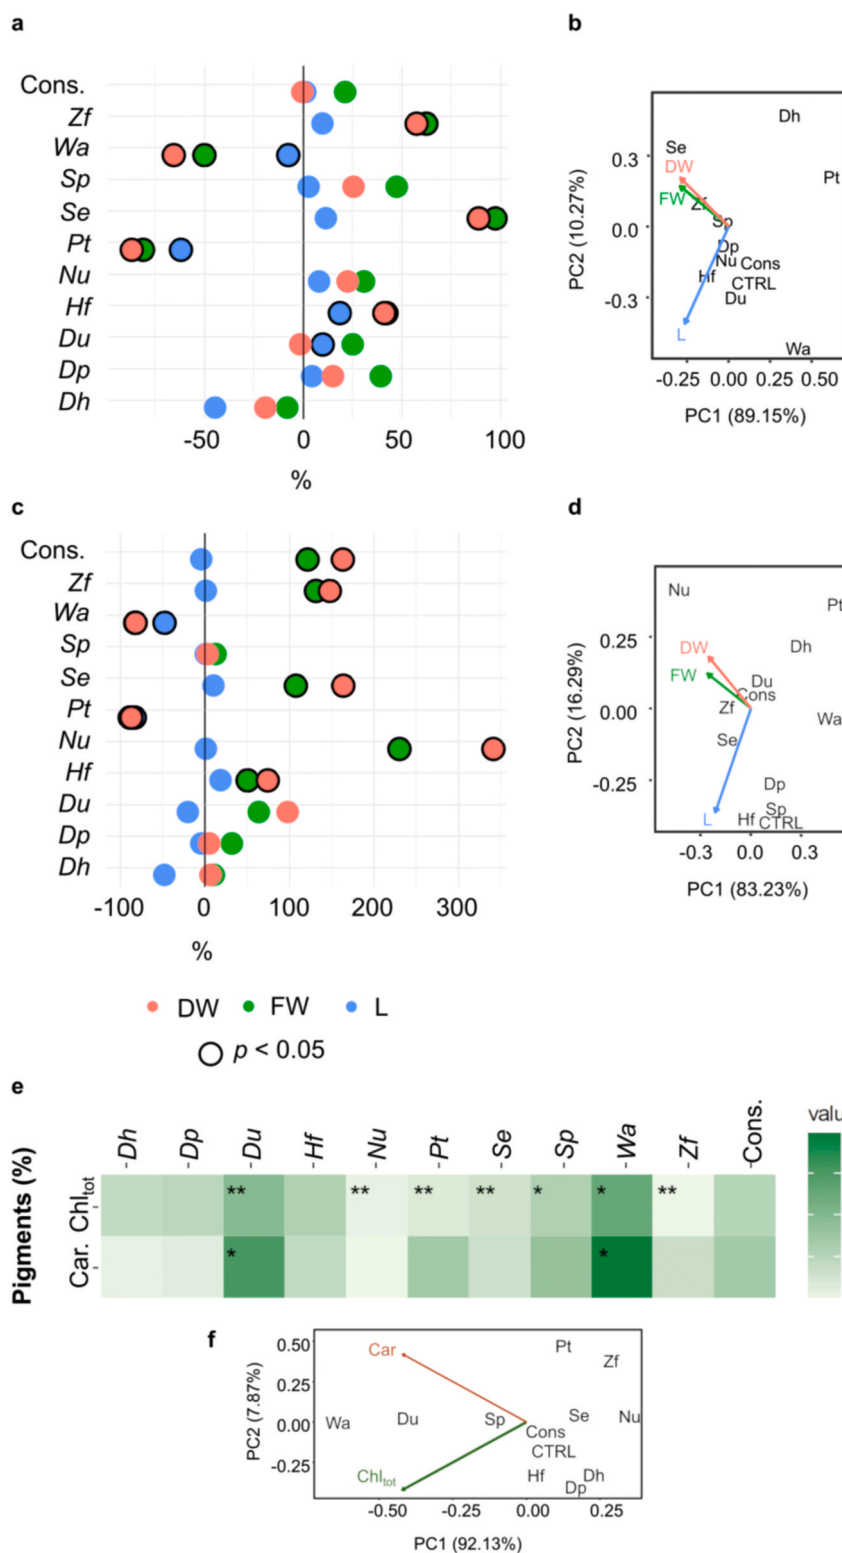 a
Cons.
Zf
Wa
Sp
Se
Pt
Nu
Hf
Du
Dp
Dh
-50 0 50 100
%
b
PC2 (10.27%)
0.3
0.0
-0.3
Dh
Se
DW
Pt
FW
Zf
Sp
Dp
Nu Cons
Hf CTRL
Du
L
Wa
-0.25 0.00 0.25 0.50
PC1 (89.15%)
c
Cons.
Zf
Wa
Sp
Se
Pt
Nu
Hf
Du
Dp
Dh
-100 0 100 200 300
%
d
PC2 (16.29%)
0.25
0.00
-0.25
Nu
Pt
DW
Dh
FW
Du
Cons
Zf
Wa
Se
Dp
Sp
L Hf CTRL
-0.3 0.0 0.3
PC1 (83.23%)
DW FW L
p < 0.05
e
Dh Dp Du Hf Nu Pt Se Sp Wa Zf Cons.
valu
Pigments (%)
Chltot
** ** ** ** * * **
Car.
* *
f
PC2 (7.87%)
0.50
0.25
0.00
-0.25
Car
Pt
Zf
Wa Du Sp Se Nu
Cons
CTRL
Chltot
Hf Dh
Dp
-0.50 -0.25 0.00 0.25
PC1 (92.13%)